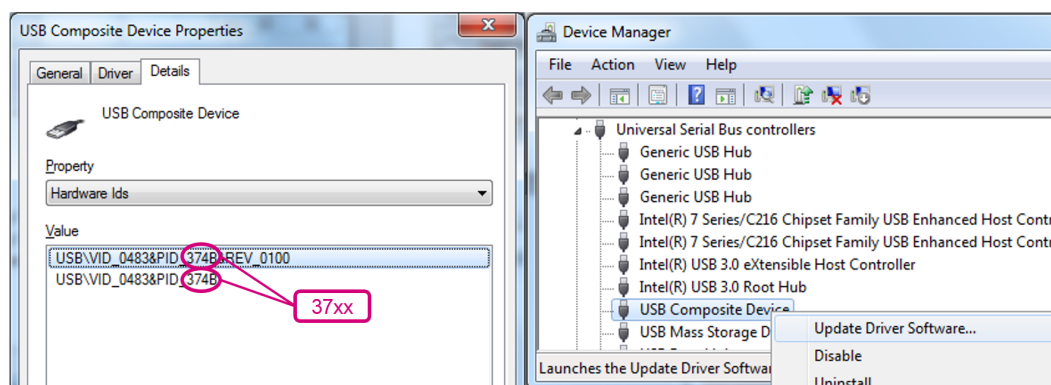 USB Composite Device Properties
General Driver Details
USB Composite Device
Property
Hardware Ids
Value
USB\VID_0483&PID_374B&REV_0100
USB\VID_0483&PID_374B
37xx
Device Manager
File Action View Help
Universal Serial Bus controllers
Generic USB Hub
Generic USB Hub
Generic USB Hub
Intel(R) 7 Series/C216 Chipset Family USB Enhanced Host Contr
Intel(R) 7 Series/C216 Chipset Family USB Enhanced Host Contr
Intel(R) USB 3.0 eXtensible Host Controller
Intel(R) USB 3.0 Root Hub
USB Composite Device
USB Mass Storage D
Update Driver Software...
Disable
Uninstall
Launches the Update Driver Softwar